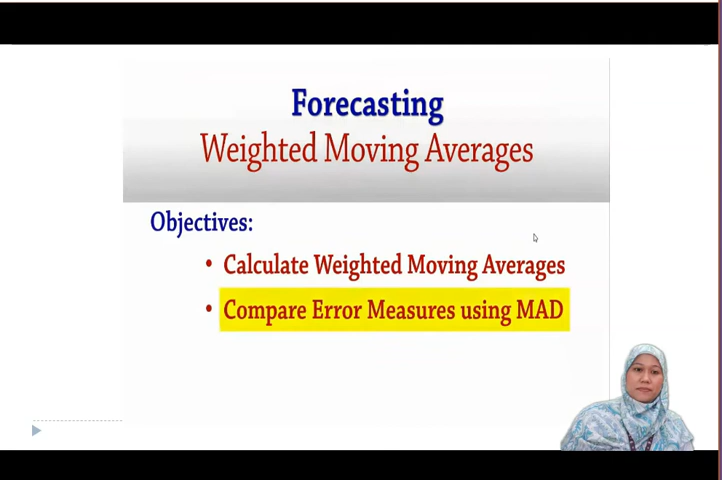 Forecasting
Weighted Moving Averages
Objectives:
• Calculate Weighted Moving Averages
• Compare Error Measures using MAD